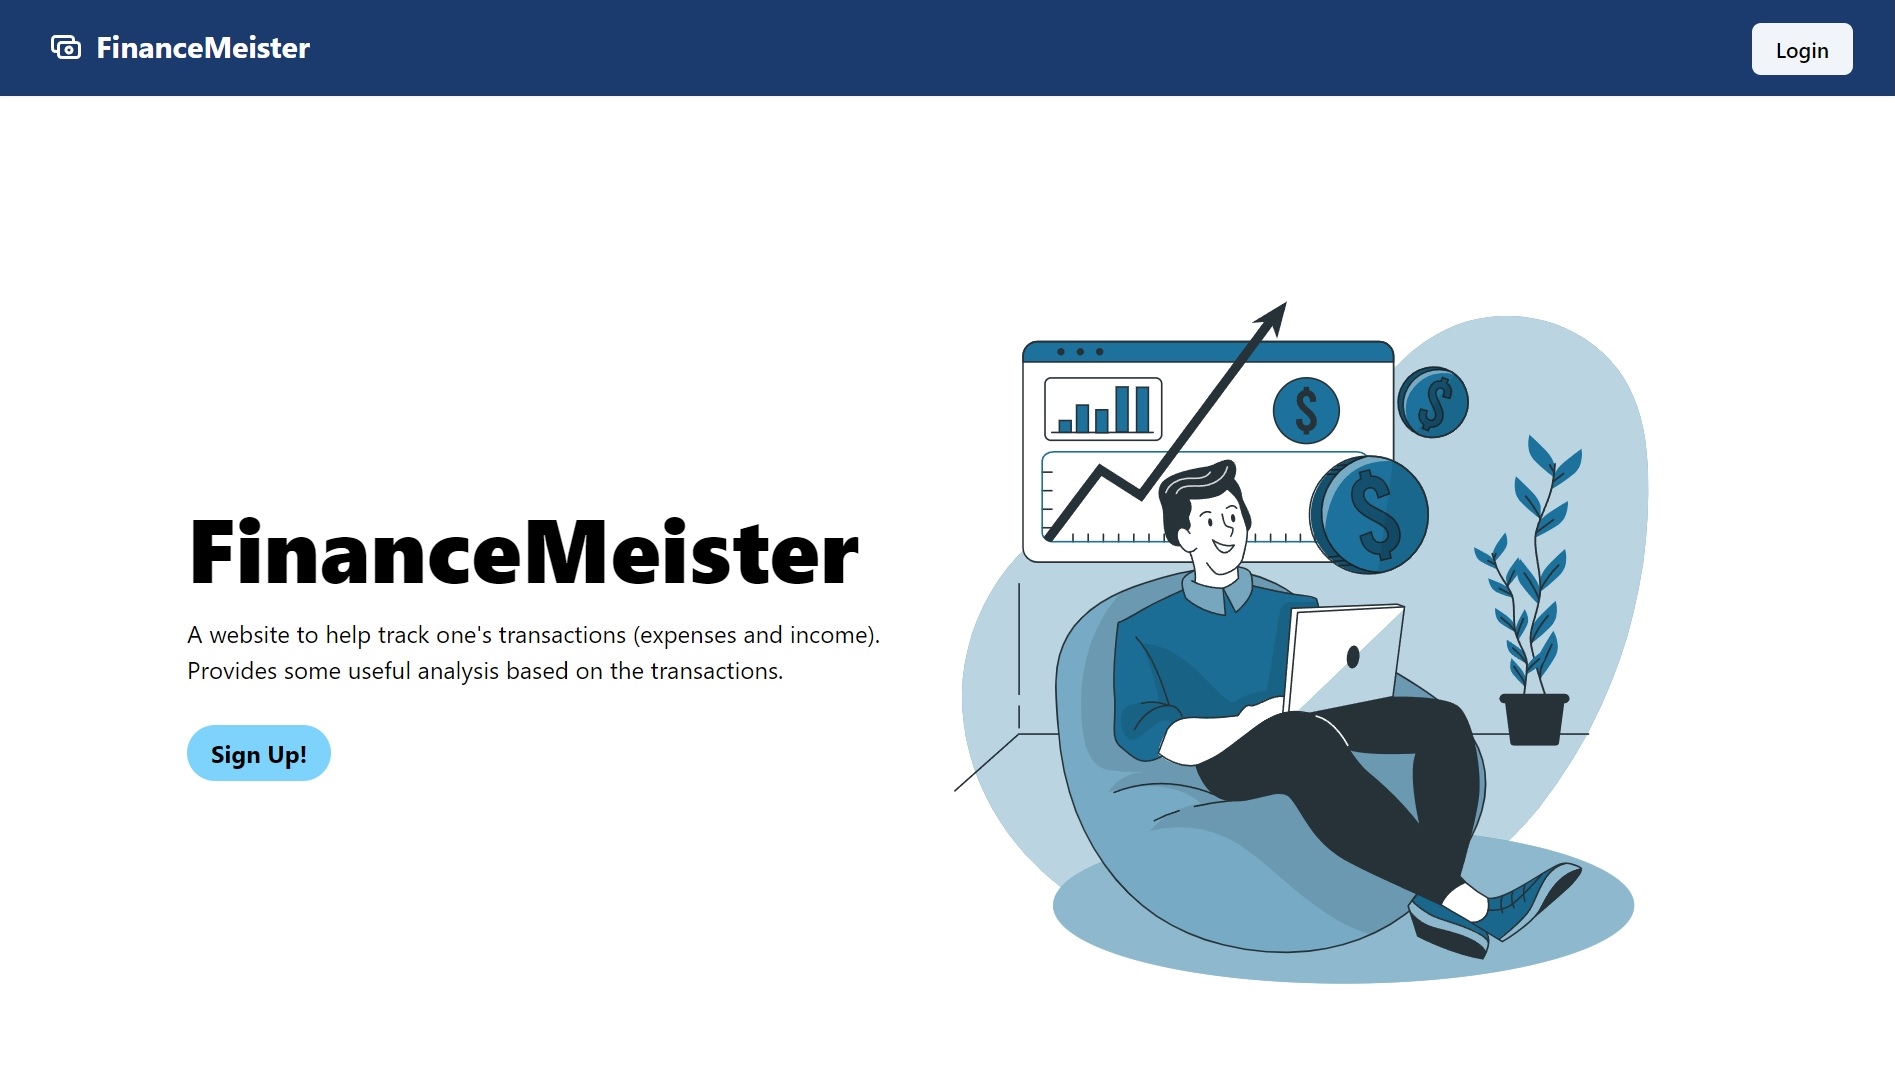 FinanceMeister
Login
FinanceMeister
A website to help track one's transactions (expenses and income).
Provides some useful analysis based on the transactions.
Sign Up!
$
$
$